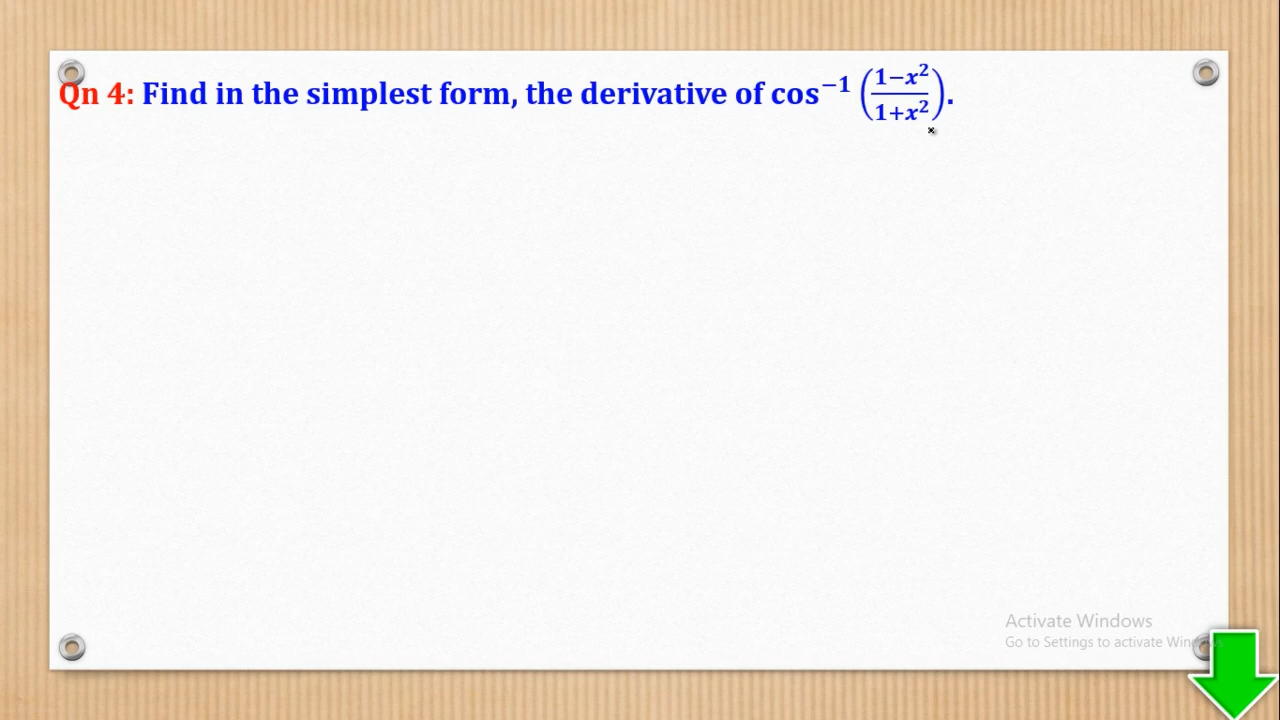 Qn 4: Find in the simplest form, the derivative of cos⁻¹ ((1−x²)/(1+x²)).
Activate Windows
Go to Settings to activate Windows